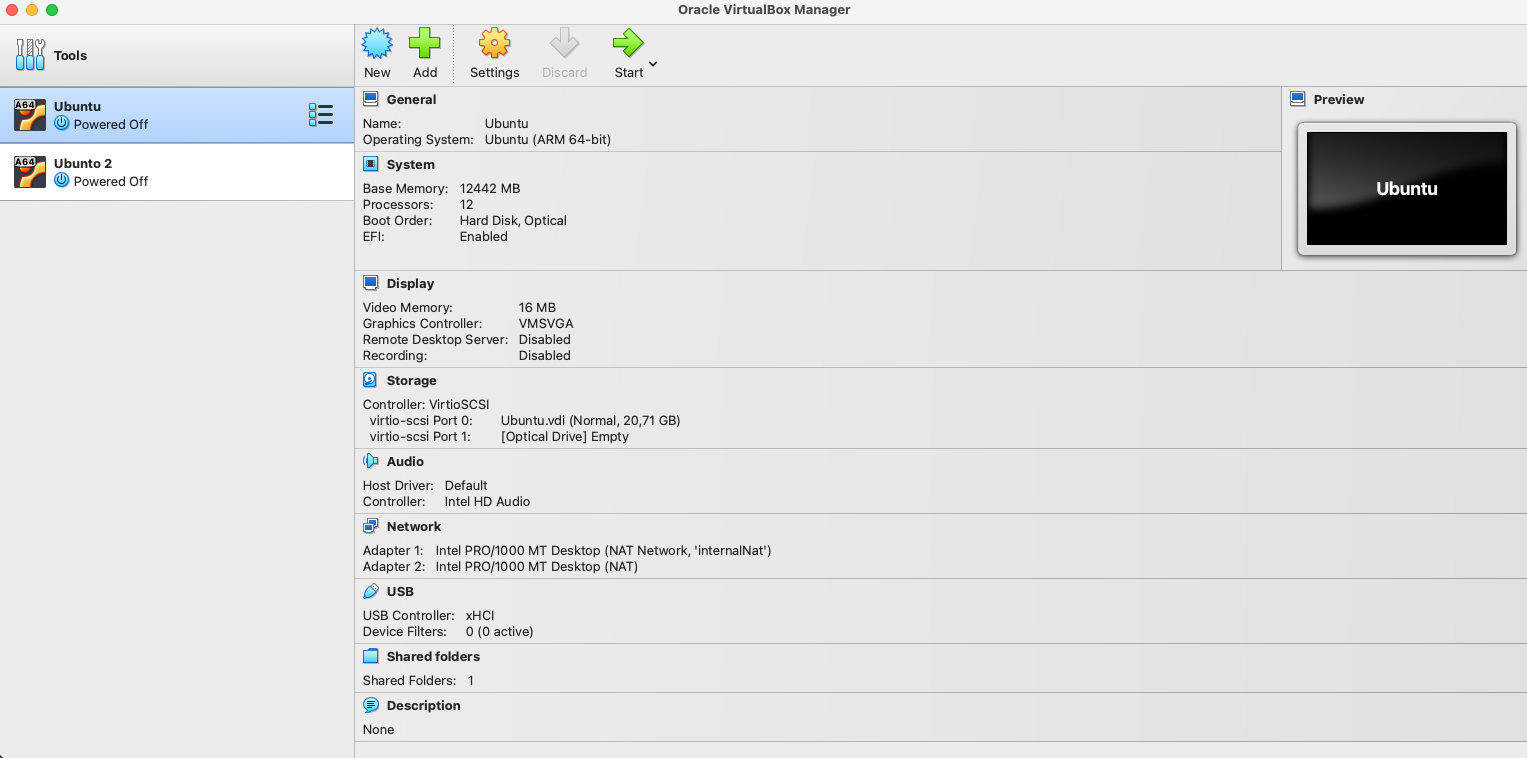 Oracle VirtualBox Manager
Tools
New Add Settings Discard Start
A64 Ubuntu
Powered Off
A64 Ubunto 2
Powered Off
General
Name: Ubuntu
Operating System: Ubuntu (ARM 64-bit)
Preview
Ubuntu
System
Base Memory: 12442 MB
Processors: 12
Boot Order: Hard Disk, Optical
EFI: Enabled
Display
Video Memory: 16 MB
Graphics Controller: VMSVGA
Remote Desktop Server: Disabled
Recording: Disabled
Storage
Controller: VirtioSCSI
virtio-scsi Port 0: Ubuntu.vdi (Normal, 20,71 GB)
virtio-scsi Port 1: [Optical Drive] Empty
Audio
Host Driver: Default
Controller: Intel HD Audio
Network
Adapter 1: Intel PRO/1000 MT Desktop (NAT Network, 'internalNat')
Adapter 2: Intel PRO/1000 MT Desktop (NAT)
USB
USB Controller: xHCI
Device Filters: 0 (0 active)
Shared folders
Shared Folders: 1
Description
None